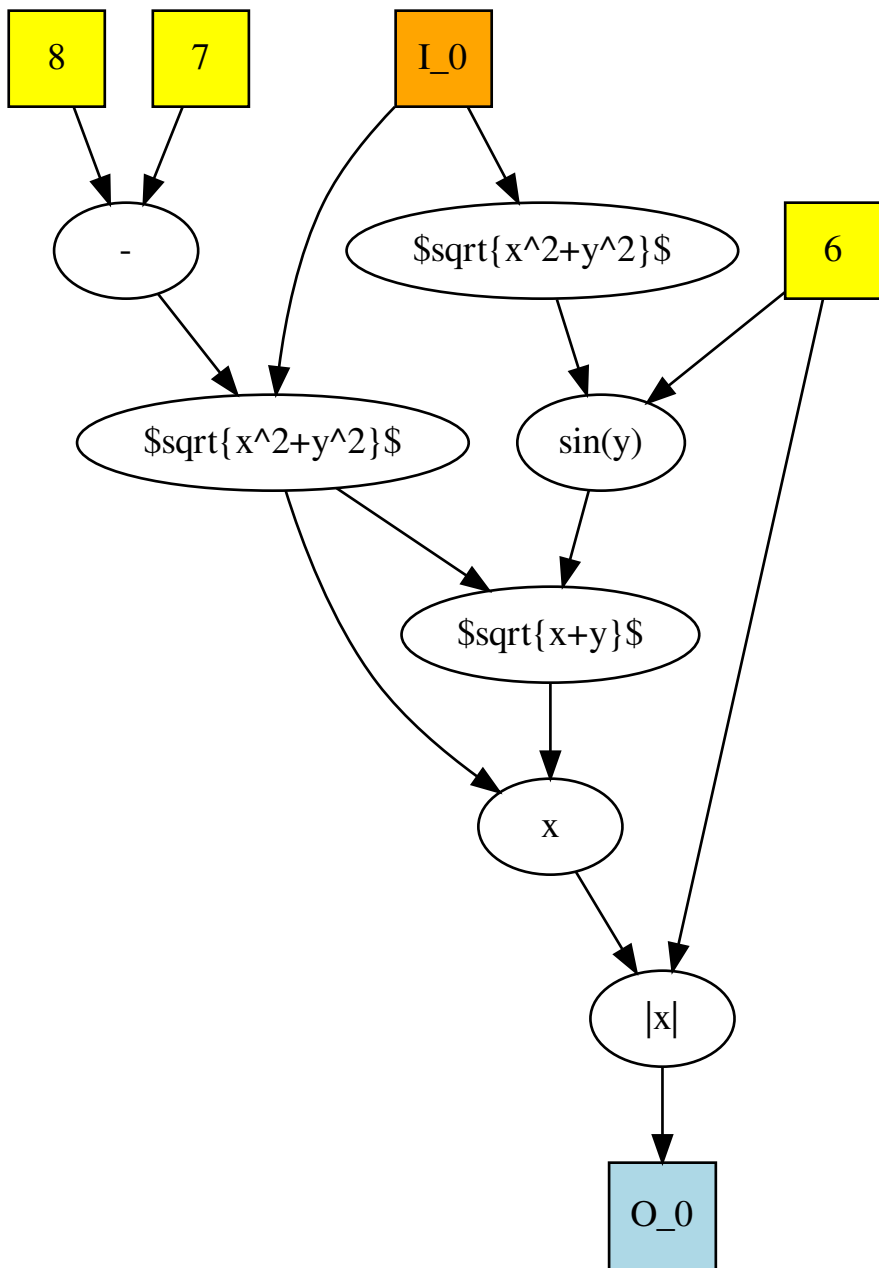 8
7
I_0
-
$sqrt{x^2+y^2}$
6
$sqrt{x^2+y^2}$
sin(y)
$sqrt{x+y}$
x
|x|
O_0